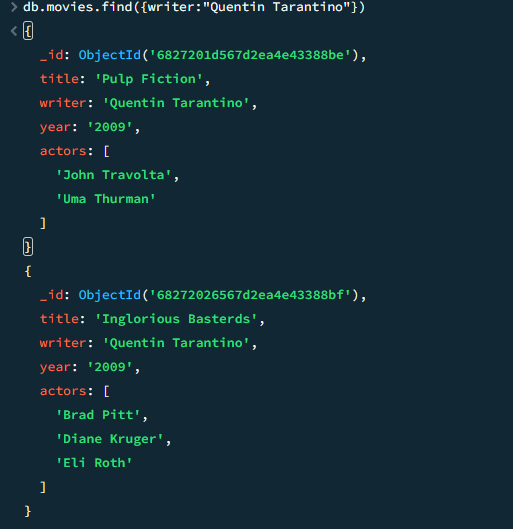 > db.movies.find({writer:"Quentin Tarantino"})
< {
_id: ObjectId('6827201d567d2ea4e43388be'),
title: 'Pulp Fiction',
writer: 'Quentin Tarantino',
year: '2009',
actors: [
'John Travolta',
'Uma Thurman'
]
}
{
_id: ObjectId('68272026567d2ea4e43388bf'),
title: 'Inglorious Basterds',
writer: 'Quentin Tarantino',
year: '2009',
actors: [
'Brad Pitt',
'Diane Kruger',
'Eli Roth'
]
}